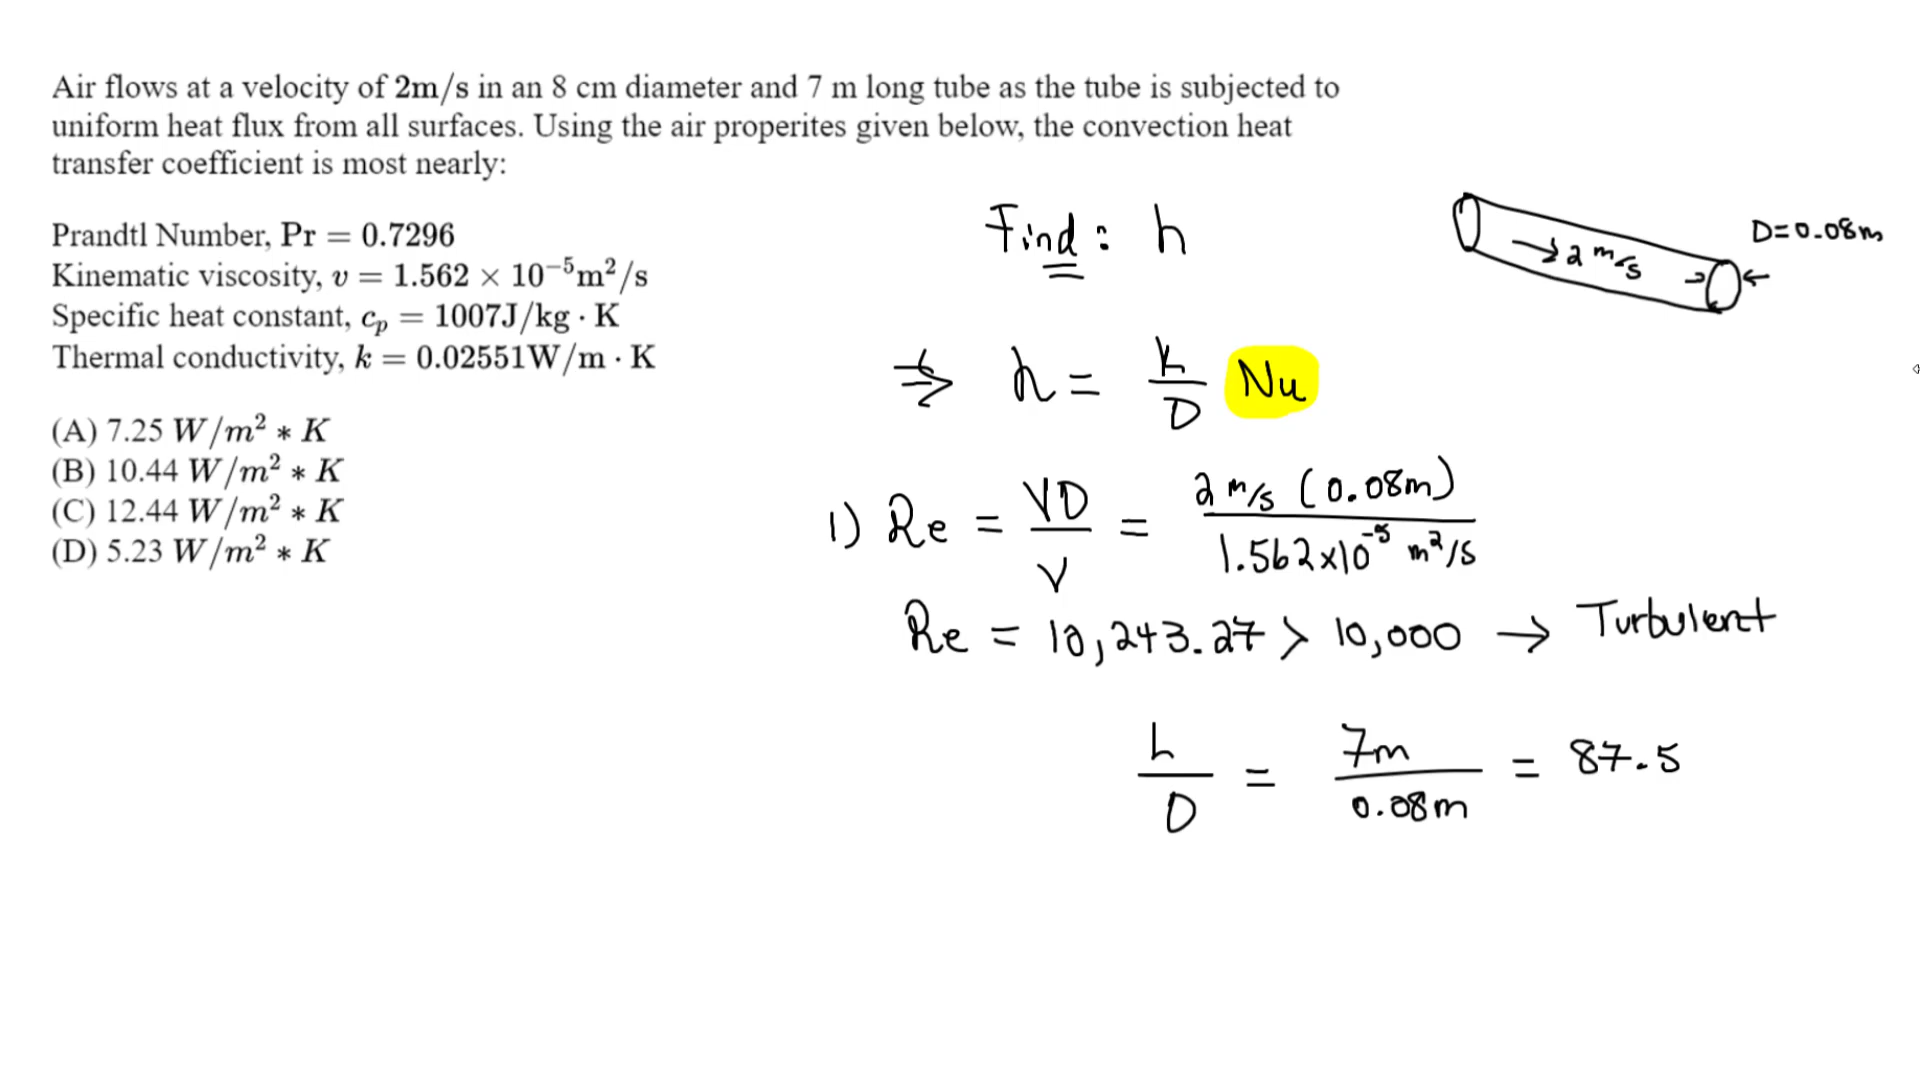 Air flows at a velocity of 2m/s in an 8 cm diameter and 7 m long tube as the tube is subjected to
uniform heat flux from all surfaces. Using the air properites given below, the convection heat
transfer coefficient is most nearly:
Prandtl Number, Pr = 0.7296
Kinematic viscosity, v = 1.562 × 10⁻⁵m²/s
Specific heat constant, cₚ = 1007J/kg · K
Thermal conductivity, k = 0.02551W/m · K
(A) 7.25 W/m² * K
(B) 10.44 W/m² * K
(C) 12.44 W/m² * K
(D) 5.23 W/m² * K
Find: h
→ 2 m/s
D=0.08m
⇒ h = k/D Nu
1) Re = VD/V = 2 m/s (0.08m)/1.562x10⁻⁵ m²/s
Re = 10,243.27 > 10,000 → Turbulent
L/D = 7m/0.08m = 87.5